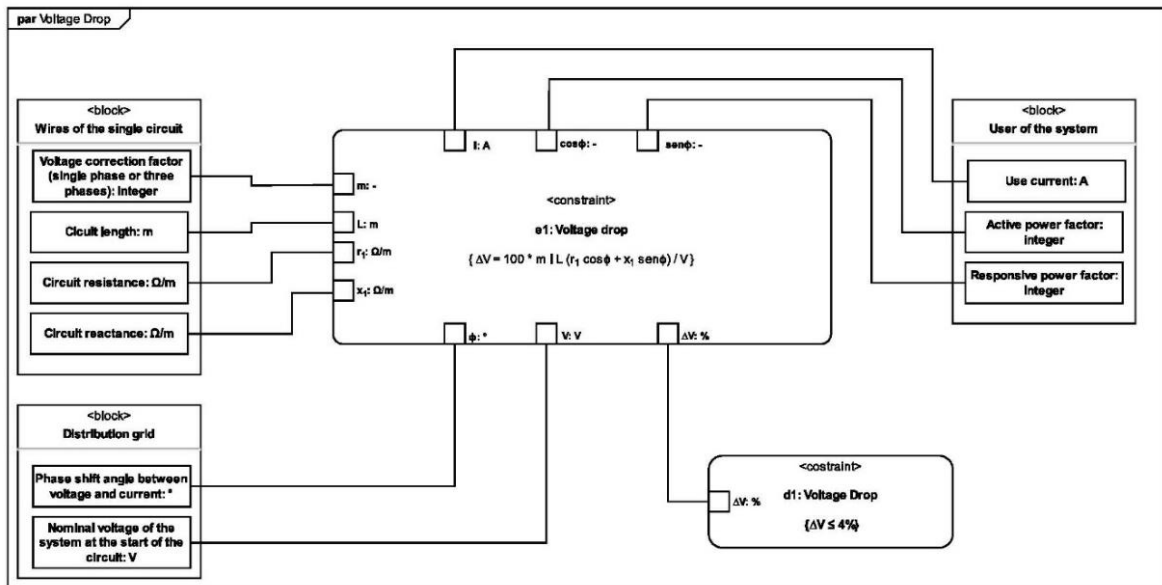 par Voltage Drop
<block>
Wires of the single circuit
Voltage correction factor
(single phase or three
phases): Integer
Cicuit length: m
Circuit resistance: Ω/m
Circuit reactance: Ω/m
<block>
Distribution grid
Phase shift angle between
voltage and current: °
Nominal voltage of the
system at the start of the
circuit: V
I: A
cosϕ: -
senϕ: -
m: -
L: m
r₁: Ω/m
x₁: Ω/m
<constraint>
e1: Voltage drop
{ ΔV = 100 * m I L (r₁ cosϕ + x₁ senϕ) / V }
ϕ: °
V: V
ΔV: %
<block>
User of the system
Use current: A
Active power factor:
Integer
Responsive power factor:
Integer
<costraint>
d1: Voltage Drop
ΔV: %
{ΔV ≤ 4%}